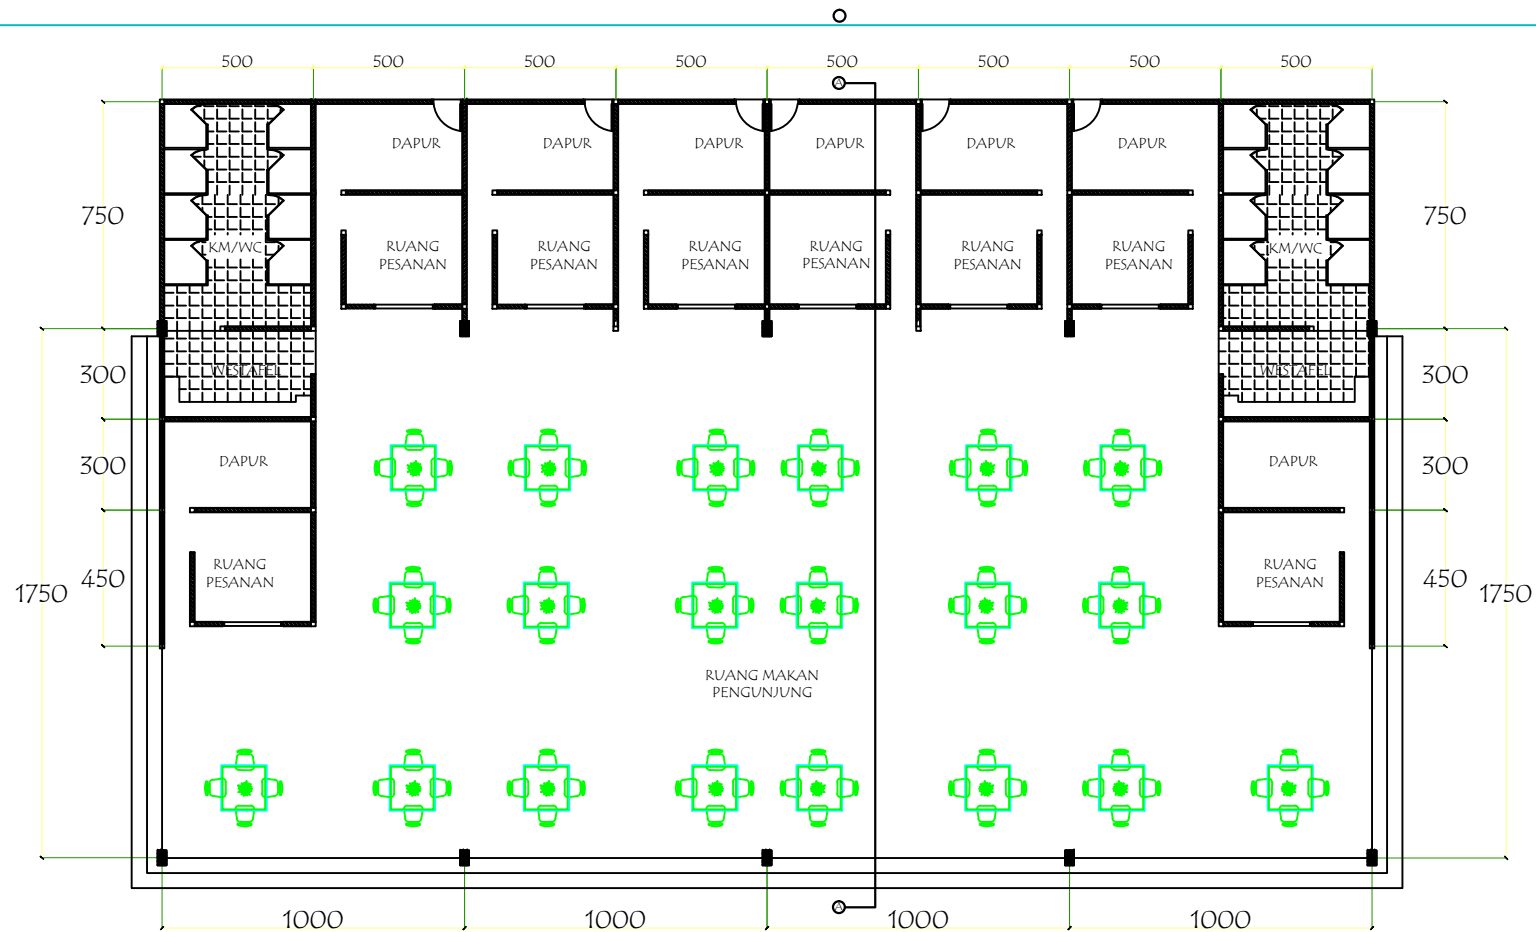 500 500 500 500 500 500 500 500
A
DAPUR DAPUR DAPUR DAPUR DAPUR DAPUR
750 750
KM/WC RUANG RUANG RUANG RUANG RUANG RUANG KM/WC
PESANAN PESANAN PESANAN PESANAN PESANAN PESANAN
300 WESTAFEL WESTAFEL 300
300 DAPUR DAPUR 300
RUANG RUANG
450 PESANAN PESANAN 450
1750 1750
RUANG MAKAN
PENGUNJUNG
A
1000 1000 1000 1000